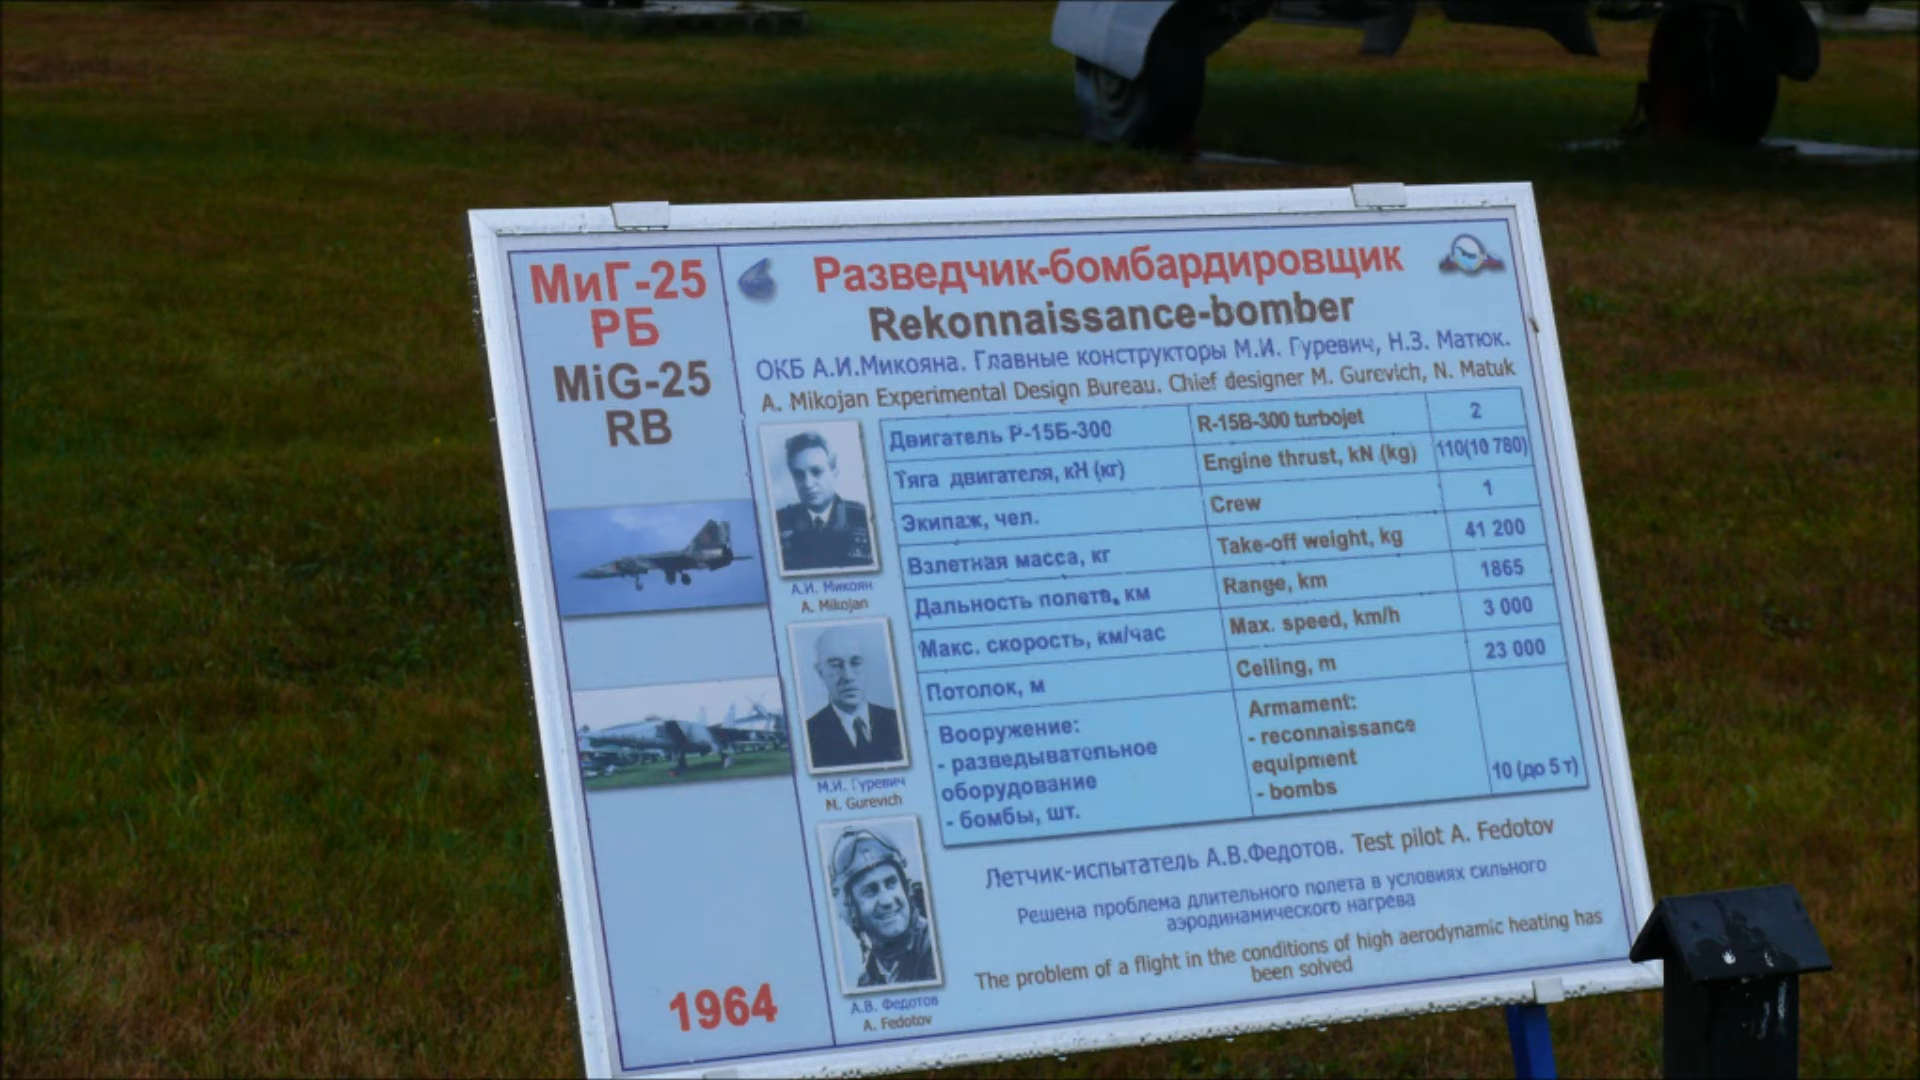 МиГ-25
РБ
MiG-25
RB
1964
Разведчик-бомбардировщик
Rekonnaissance-bomber
ОКБ А.И.Микояна. Главные конструкторы М.И. Гуревич, Н.З. Матюк.
A. Mikojan Experimental Design Bureau. Chief designer M. Gurevich, N. Matuk
А.И. Микоян
A. Mikojan
М.И. Гуревич
M. Gurevich
А.В. Федотов
A. Fedotov
Двигатель Р-15Б-300 R-15B-300 turbojet 2
Тяга двигателя, кН (кг) Engine thrust, kN (kg) 110(10 780)
Экипаж, чел. Crew 1
Взлетная масса, кг Take-off weight, kg 41 200
Дальность полета, км Range, km 1865
Макс. скорость, км/час Max. speed, km/h 3 000
Потолок, м Ceiling, m 23 000
Вооружение: Armament:
- разведывательное - reconnaissance
оборудование equipment
- бомбы, шт. - bombs 10 (до 5 т)
Летчик-испытатель А.В.Федотов. Test pilot A. Fedotov
Решена проблема длительного полета в условиях сильного
аэродинамического нагрева
The problem of a flight in the conditions of high aerodynamic heating has
been solved